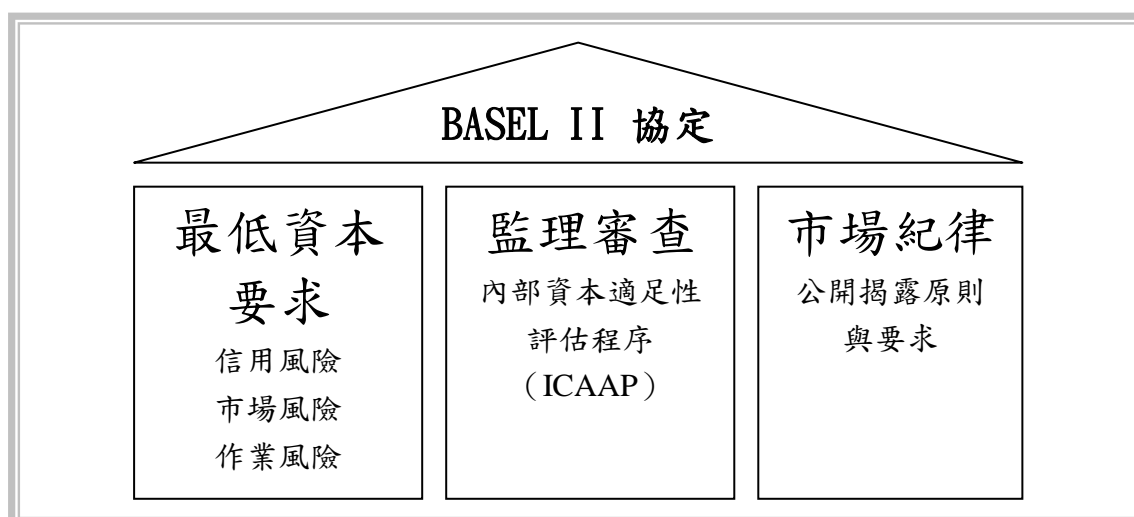 BASEL II 協定
最低資本
要求
信用風險
市場風險
作業風險
監理審查
內部資本適足性
評估程序
（ICAAP）
市場紀律
公開揭露原則
與要求